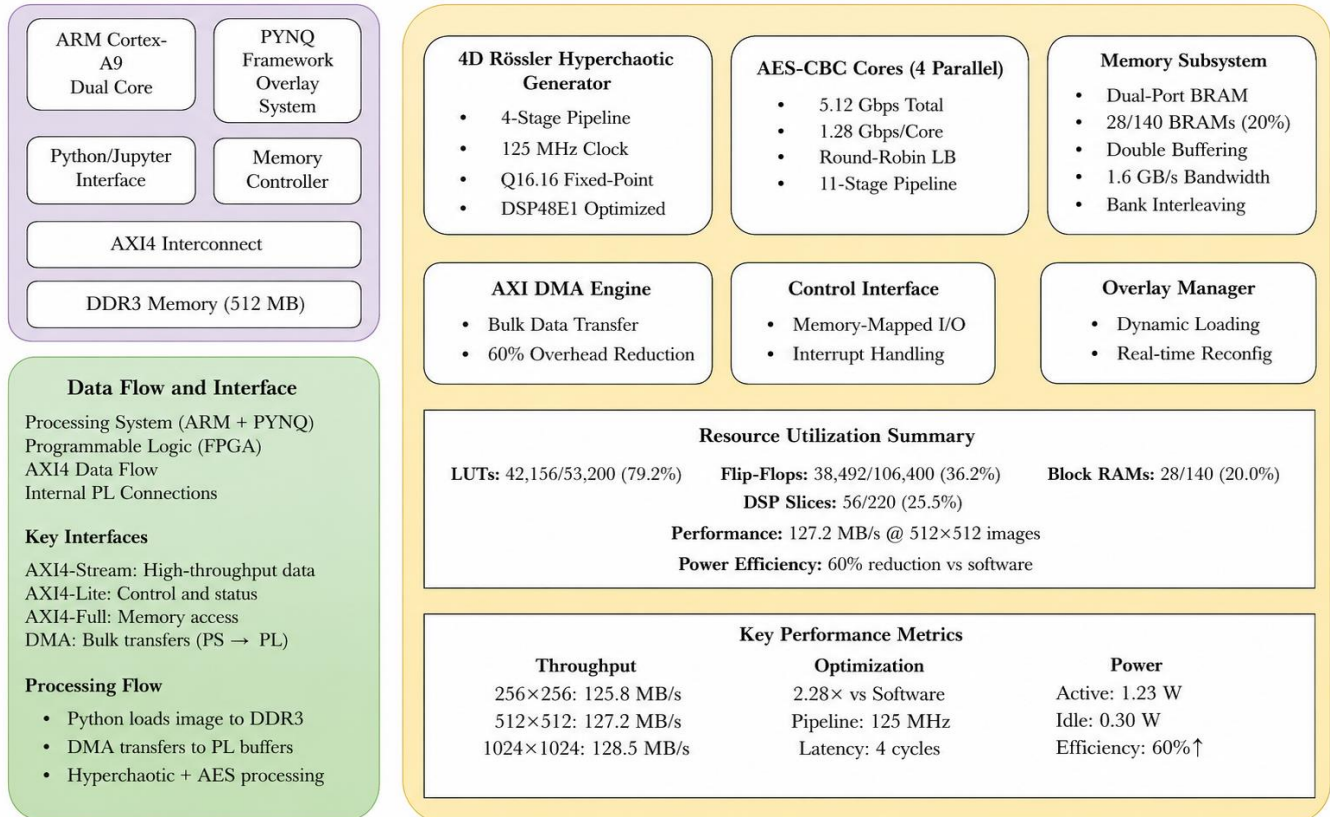 ARM Cortex-
A9
Dual Core
PYNQ
Framework
Overlay
System
Python/Jupyter
Interface
Memory
Controller
AXI4 Interconnect
DDR3 Memory (512 MB)
Data Flow and Interface
Processing System (ARM + PYNQ)
Programmable Logic (FPGA)
AXI4 Data Flow
Internal PL Connections
Key Interfaces
AXI4-Stream: High-throughput data
AXI4-Lite: Control and status
AXI4-Full: Memory access
DMA: Bulk transfers (PS → PL)
Processing Flow
• Python loads image to DDR3
• DMA transfers to PL buffers
• Hyperchaotic + AES processing
4D Rössler Hyperchaotic
Generator
• 4-Stage Pipeline
• 125 MHz Clock
• Q16.16 Fixed-Point
• DSP48E1 Optimized
AES-CBC Cores (4 Parallel)
• 5.12 Gbps Total
• 1.28 Gbps/Core
• Round-Robin LB
• 11-Stage Pipeline
Memory Subsystem
• Dual-Port BRAM
• 28/140 BRAMs (20%)
• Double Buffering
• 1.6 GB/s Bandwidth
• Bank Interleaving
AXI DMA Engine
• Bulk Data Transfer
• 60% Overhead Reduction
Control Interface
• Memory-Mapped I/O
• Interrupt Handling
Overlay Manager
• Dynamic Loading
• Real-time Reconfig
Resource Utilization Summary
LUTs: 42,156/53,200 (79.2%) Flip-Flops: 38,492/106,400 (36.2%) Block RAMs: 28/140 (20.0%)
DSP Slices: 56/220 (25.5%)
Performance: 127.2 MB/s @ 512×512 images
Power Efficiency: 60% reduction vs software
Key Performance Metrics
Throughput
256×256: 125.8 MB/s
512×512: 127.2 MB/s
1024×1024: 128.5 MB/s
Optimization
2.28× vs Software
Pipeline: 125 MHz
Latency: 4 cycles
Power
Active: 1.23 W
Idle: 0.30 W
Efficiency: 60%↑